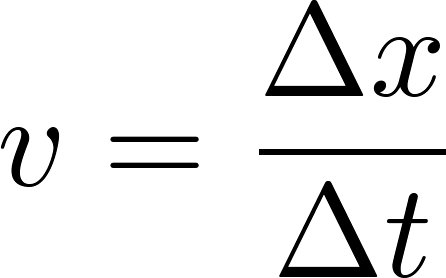 v = Δx / Δt